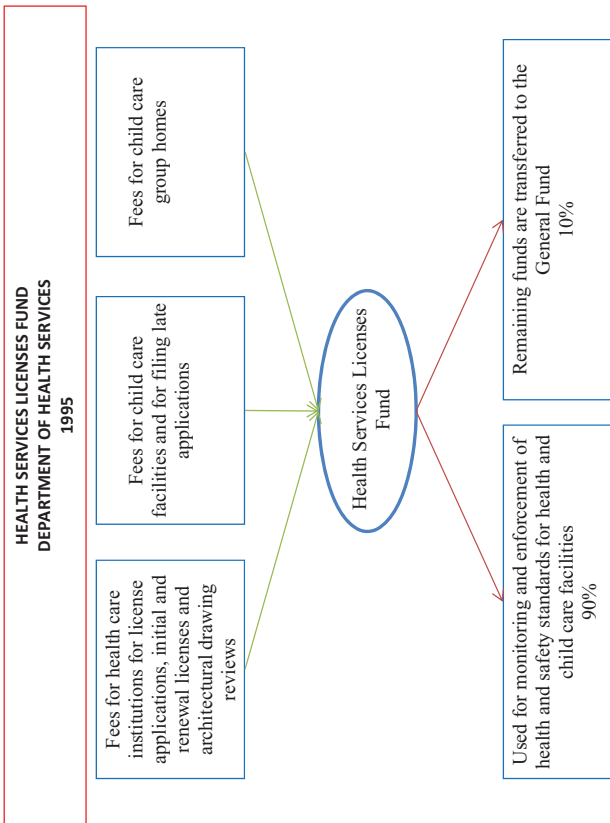 HEALTH SERVICES LICENSES FUND
DEPARTMENT OF HEALTH SERVICES
1995
Fees for health care
institutions for license
applications, initial and
renewal licenses and
architectural drawing
reviews
Fees for child care
facilities and for filing late
applications
Fees for child care
group homes
Health Services Licenses
Fund
Used for monitoring and enforcement of
health and safety standards for health and
child care facilities
90%
Remaining funds are transferred to the
General Fund
10%